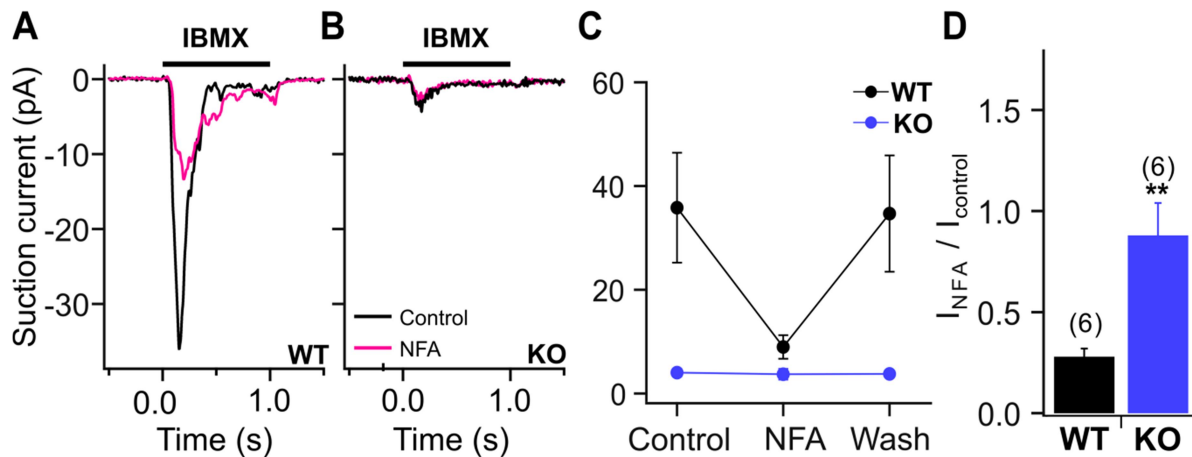 A
IBMX
Suction current (pA)
0
-10
-20
-30
WT
0.0
1.0
Time (s)
B
IBMX
Control
NFA
KO
0.0
1.0
Time (s)
C
60
40
20
0
WT
KO
Control
NFA
Wash
D
I_NFA / I_control
1.5
1.0
0.5
0.0
(6)
(6)
**
WT
KO